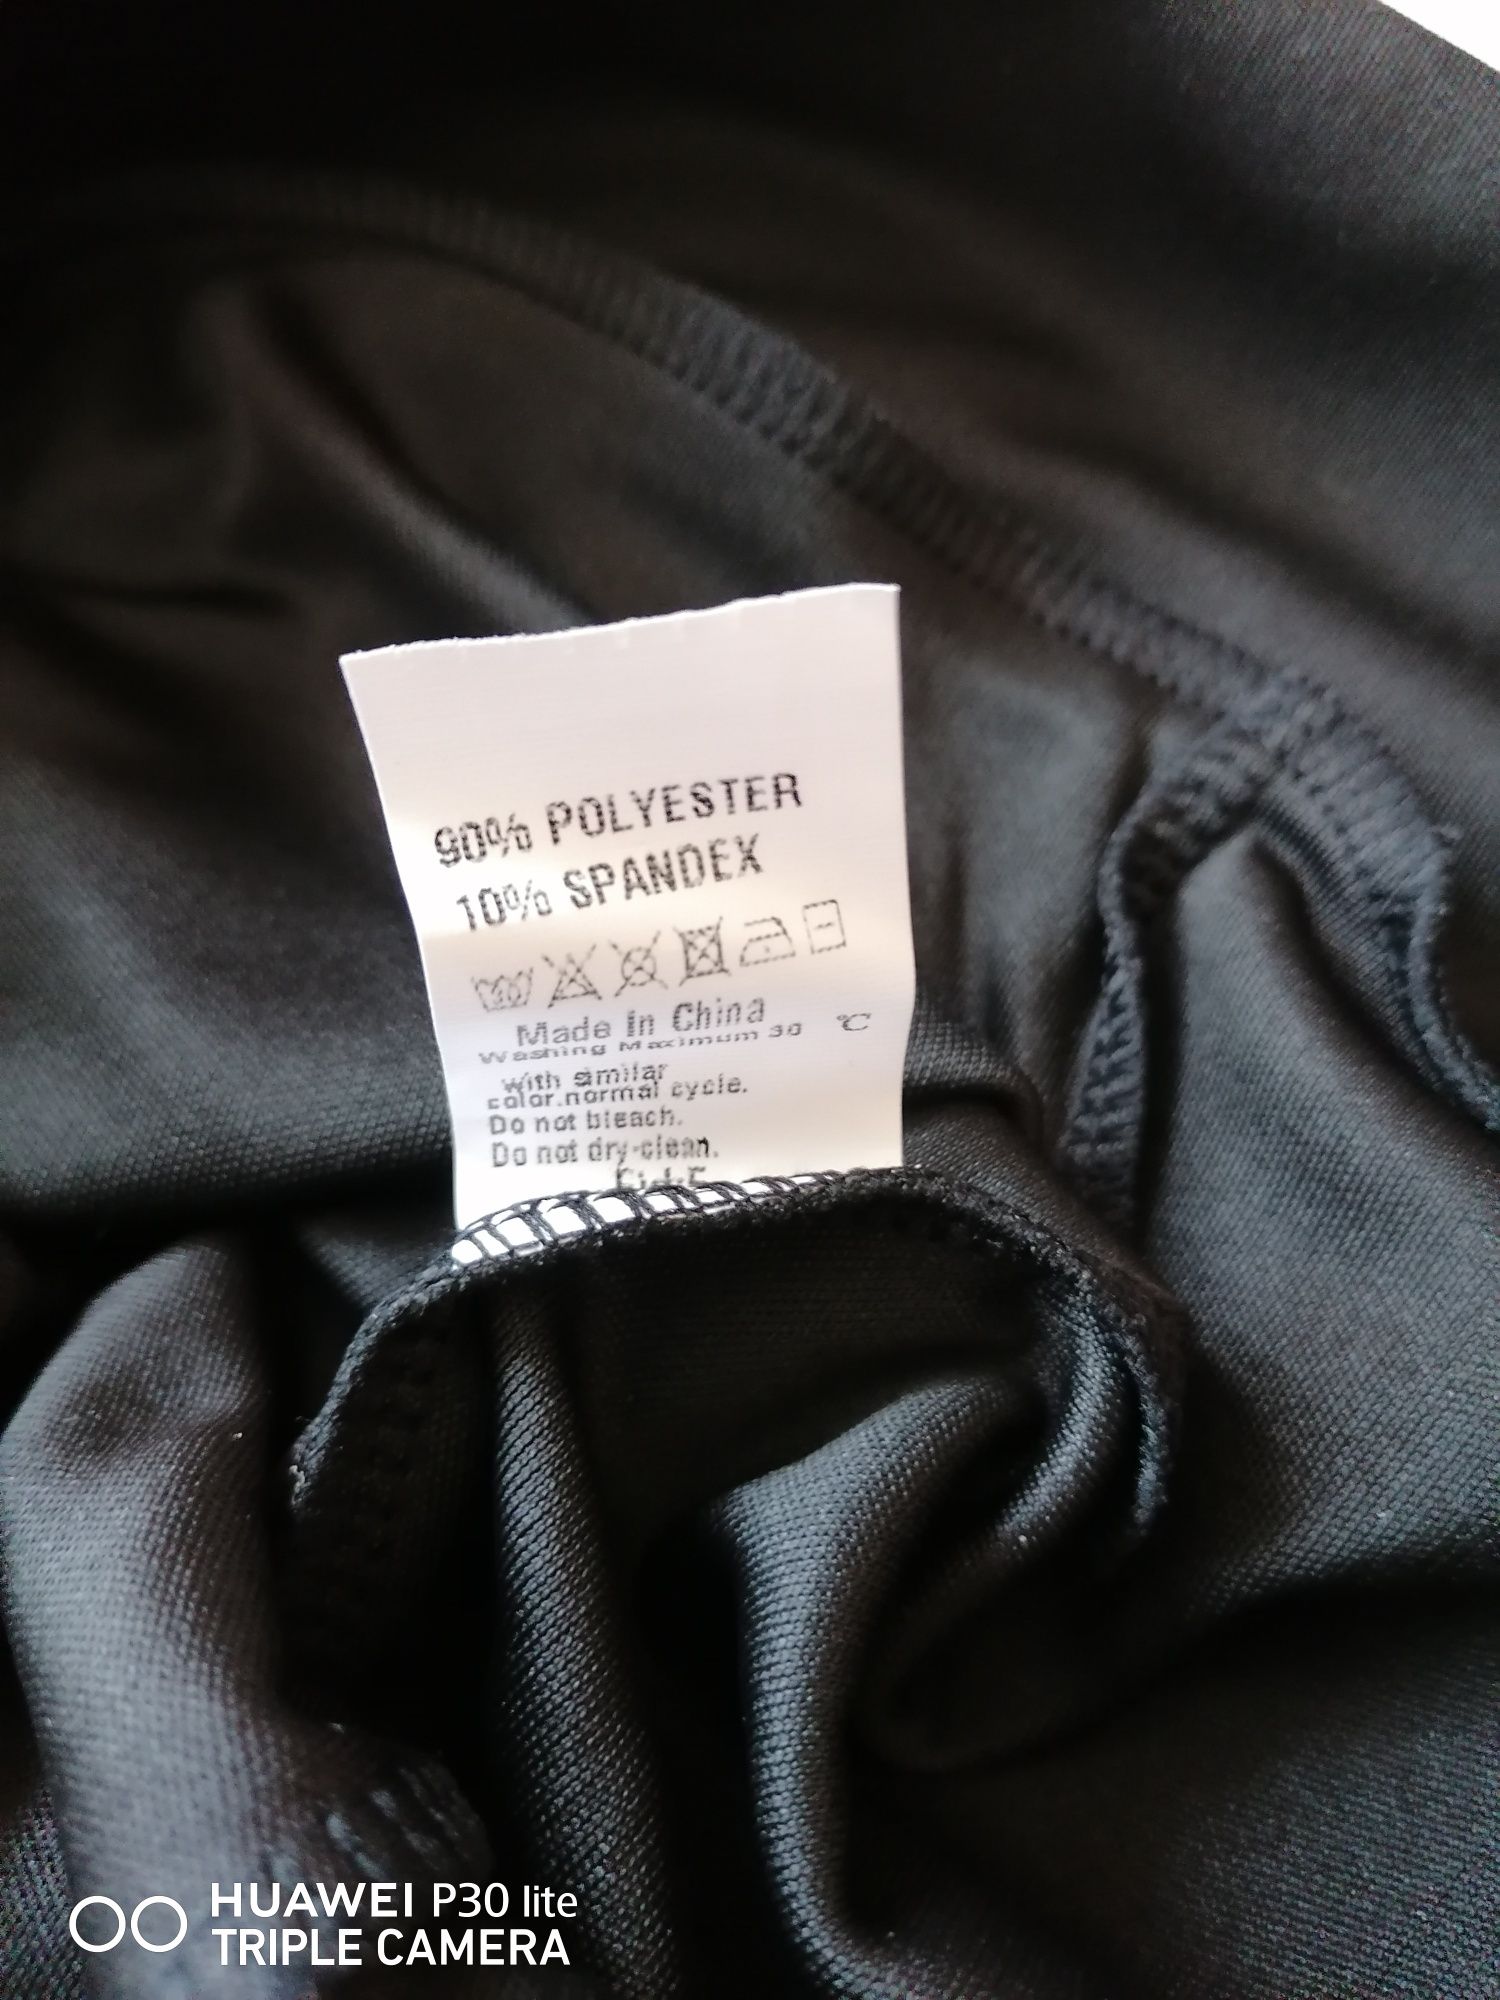 90% POLYESTER
10% SPANDEX
30
Made In China
Washing Maximum 30 °C
with similar
color.normal cycle.
Do not bleach.
Do not dry-clean.
HUAWEI P30 lite
TRIPLE CAMERA